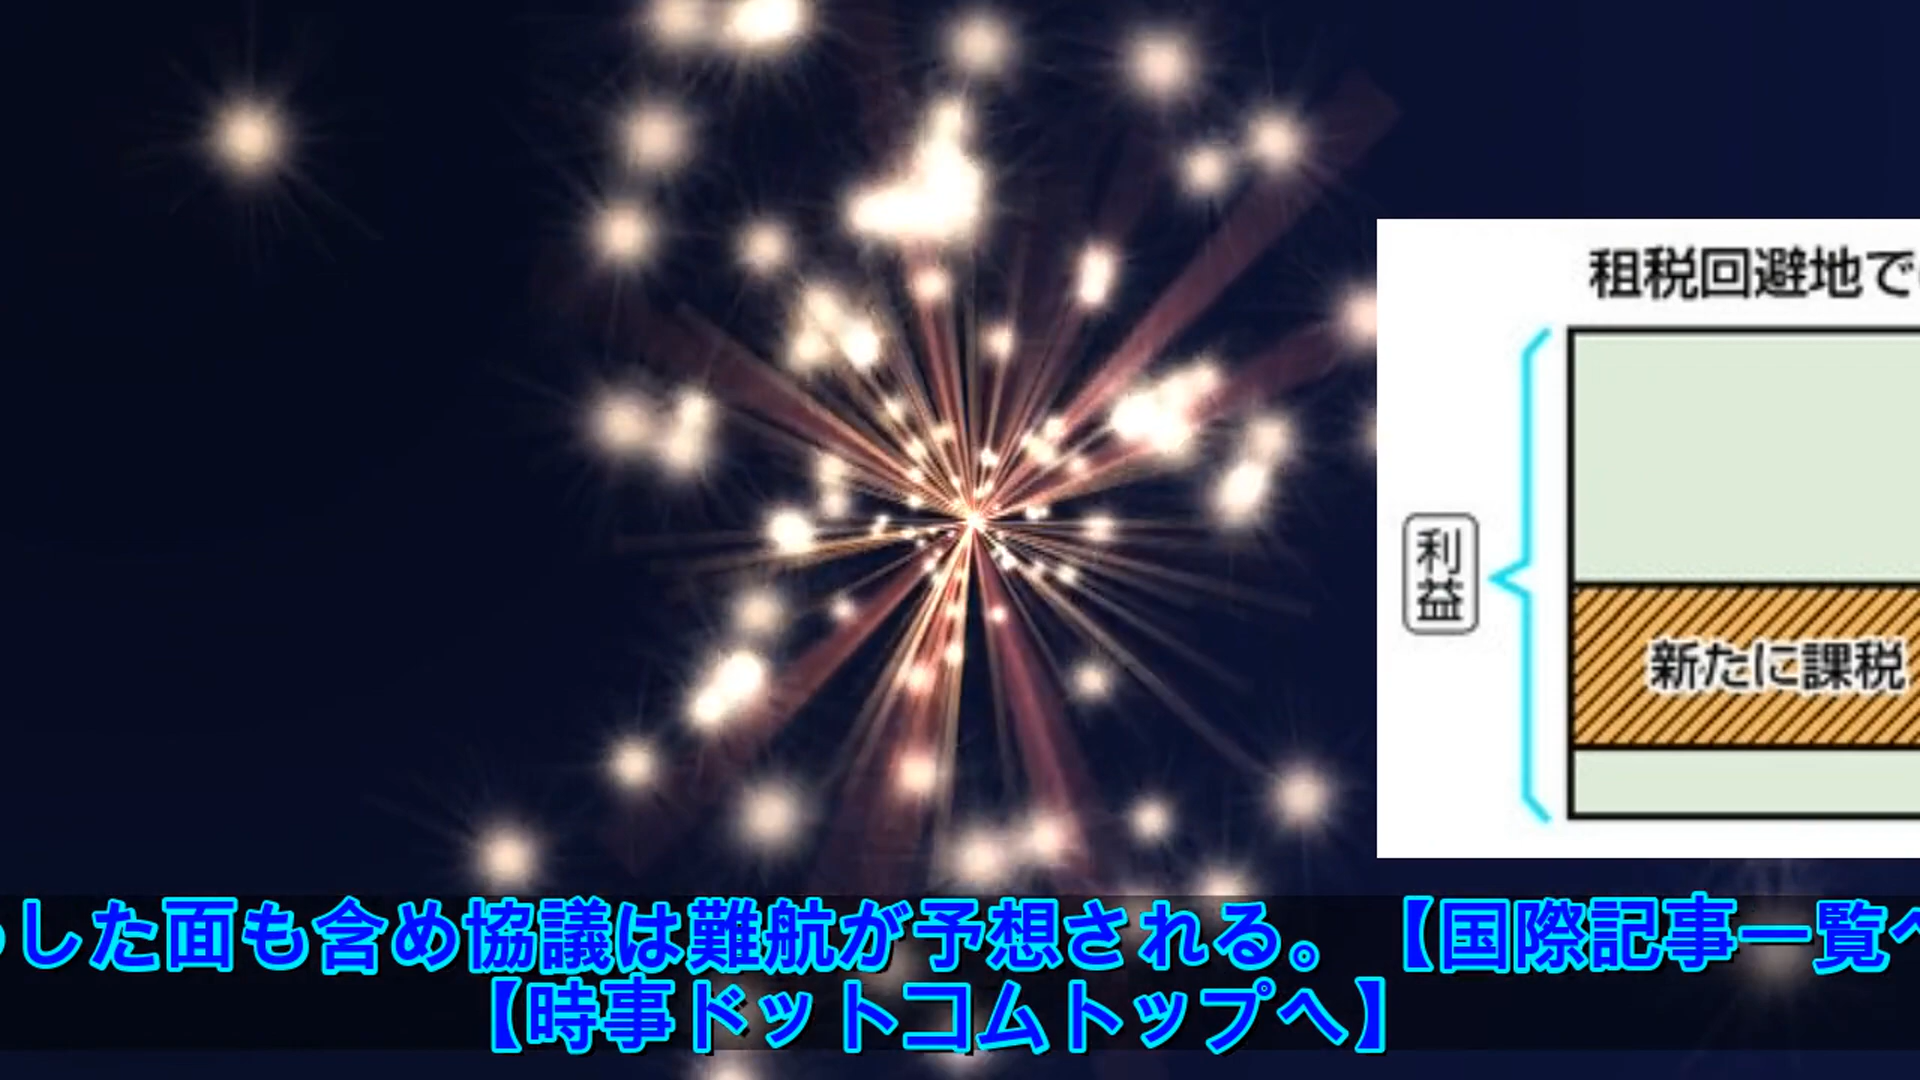 租税回避地で
利益
新たに課税
した面も含め協議は難航が予想される。 【国際記事一覧へ
【時事ドットコムトップへ】